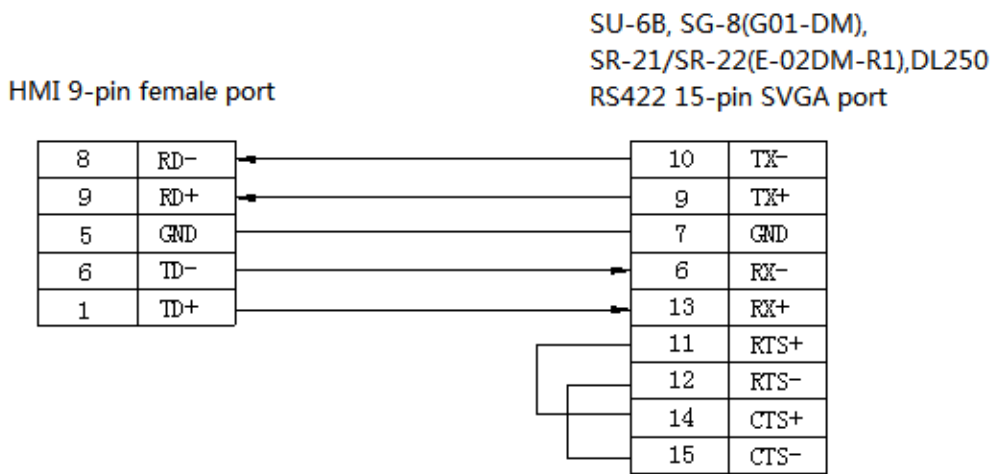 SU-6B, SG-8(G01-DM),
SR-21/SR-22(E-02DM-R1),DL250
HMI 9-pin female port
RS422 15-pin SVGA port
8 RD- 10 TX-
9 RD+ 9 TX+
5 GND 7 GND
6 TD- 6 RX-
1 TD+ 13 RX+
11 RTS+
12 RTS-
14 CTS+
15 CTS-